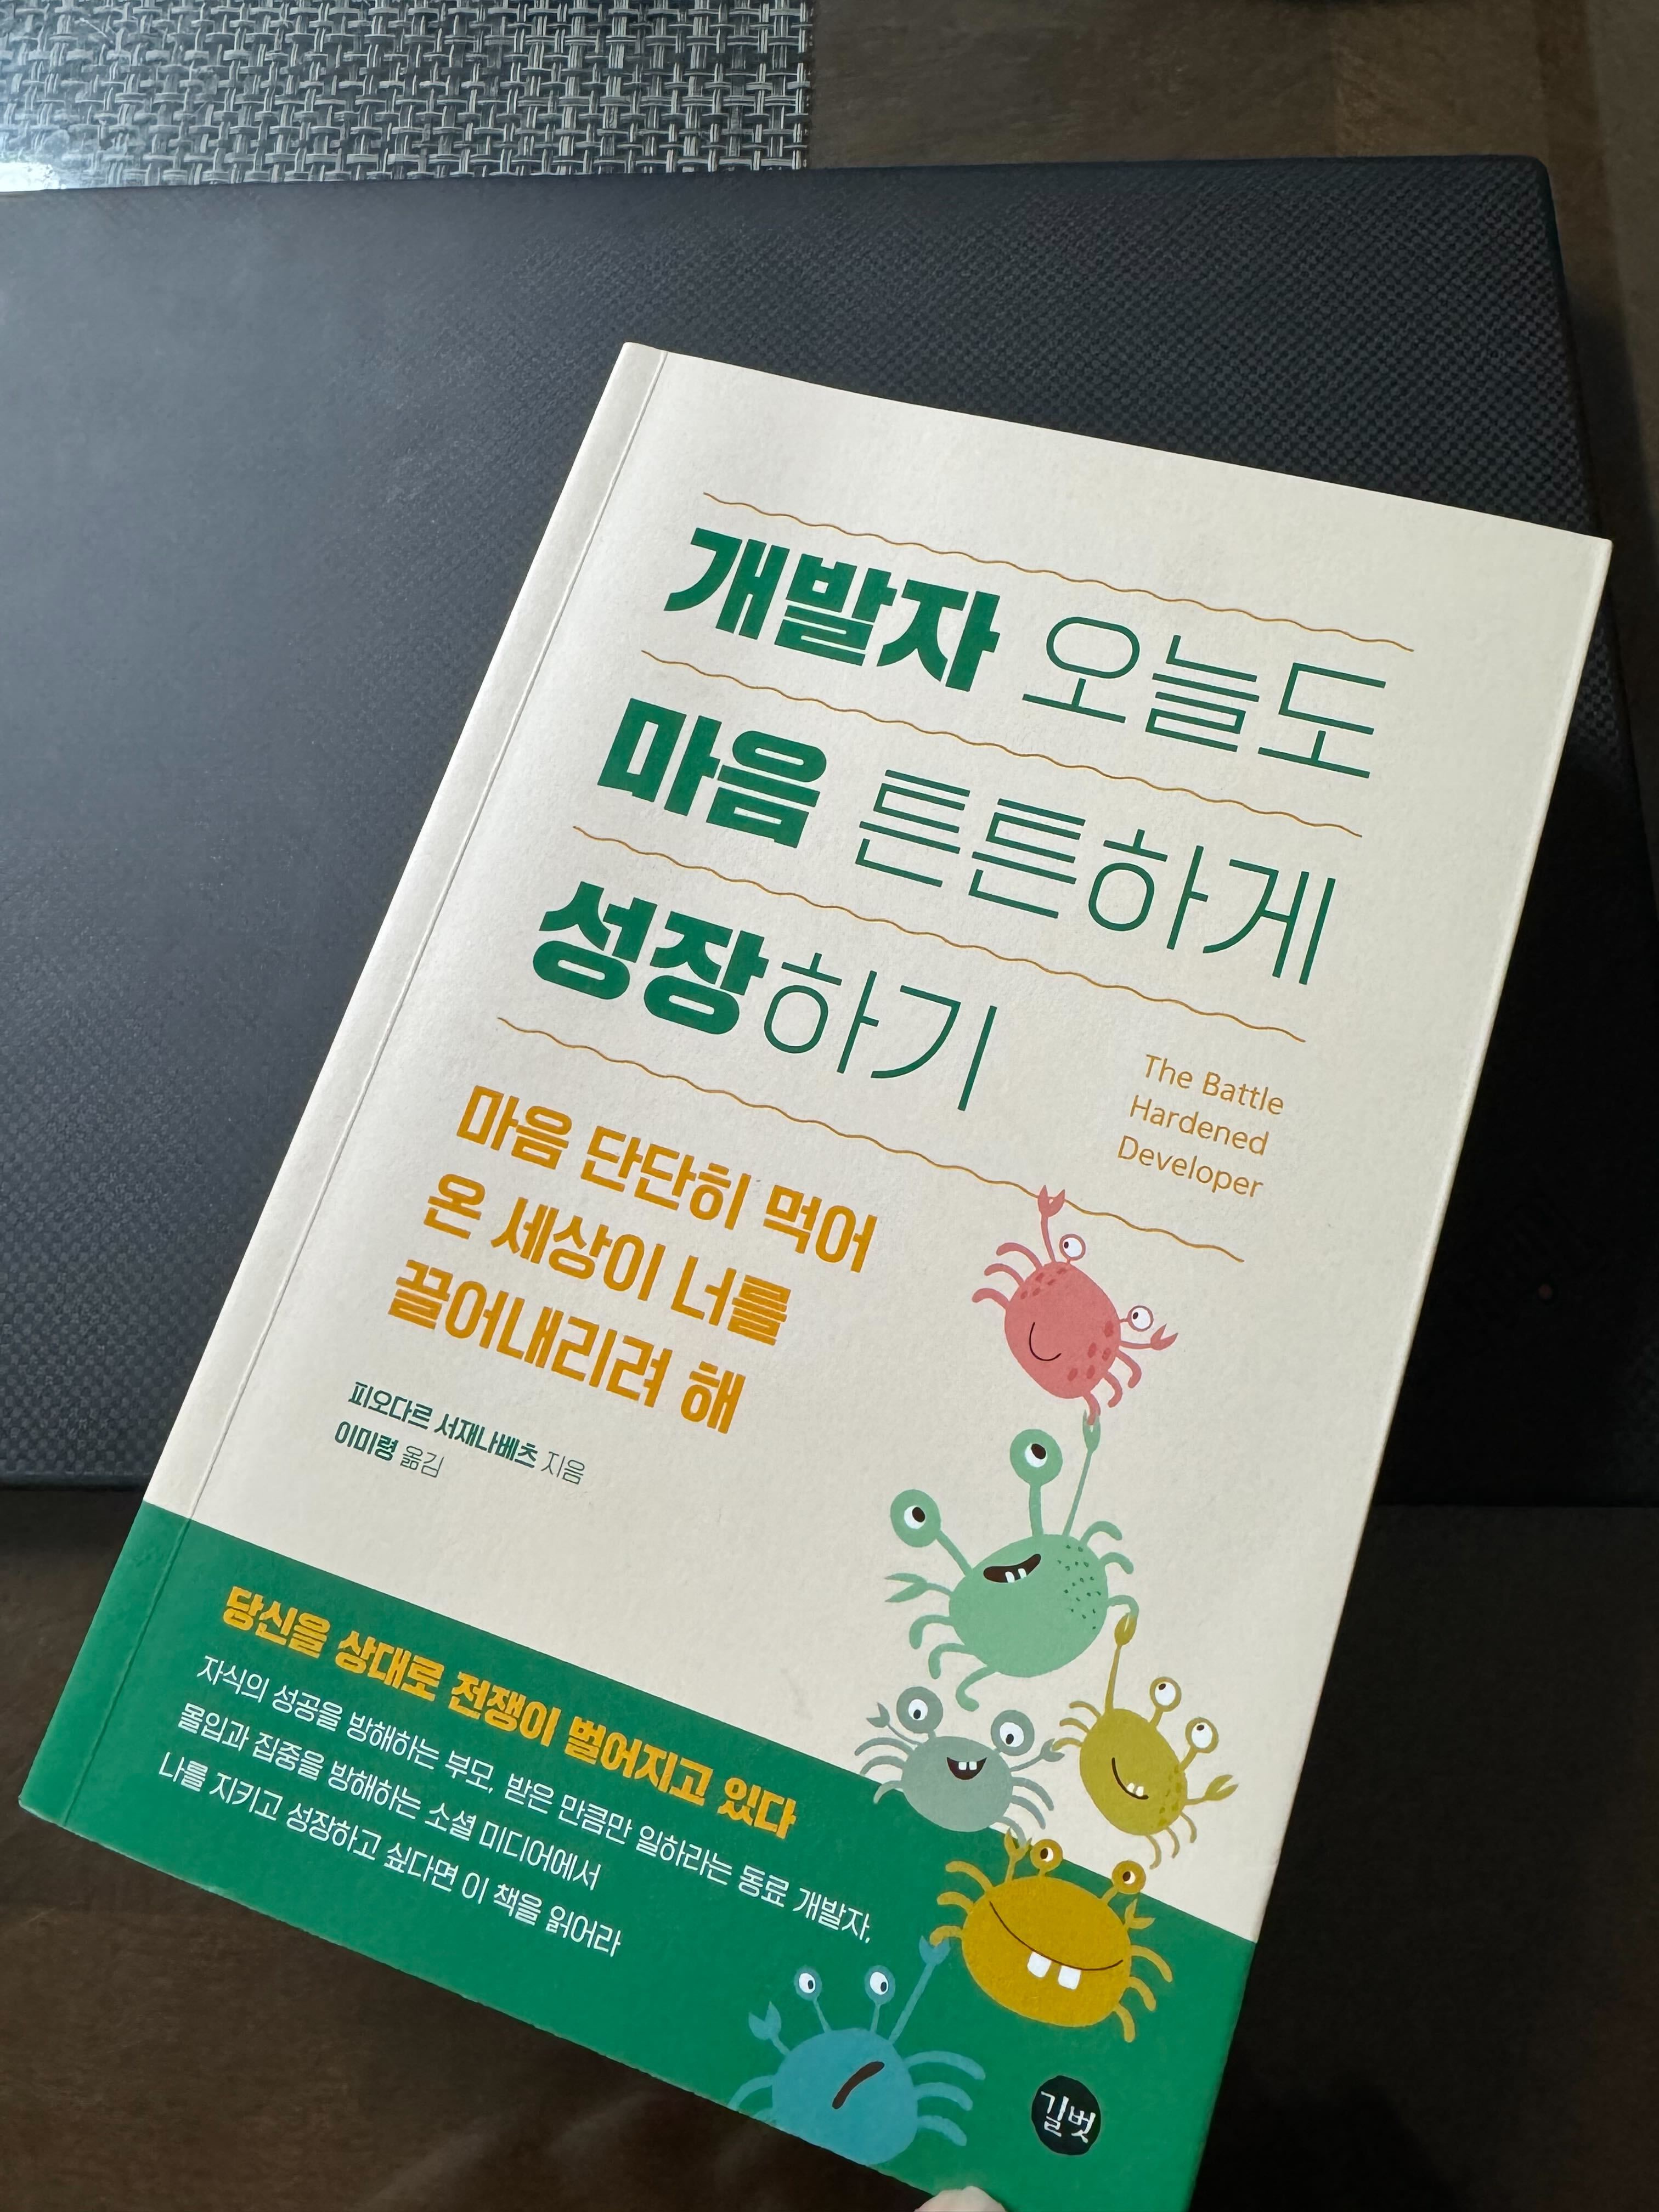 개발자 오늘도
마음 튼튼하게
성장하기
The Battle
Hardened
Developer
마음 단단히 먹어
온 세상이 너를
끌어내리려 해
피오다르 서재나베츠 지음
이미령 옮김
당신을 상대로 전쟁이 벌어지고 있다
자식의 성공을 방해하는 부모, 받은 만큼만 일하라는 동료 개발자,
몰입과 집중을 방해하는 소셜 미디어에서
나를 지키고 성장하고 싶다면 이 책을 읽어라
길벗